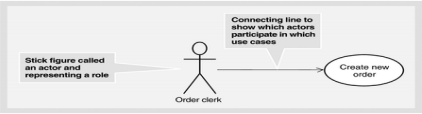 Connecting line to
show which actors
participate in which
use cases
Stick figure called
an actor and
representing a role
Create new
order
Order clerk